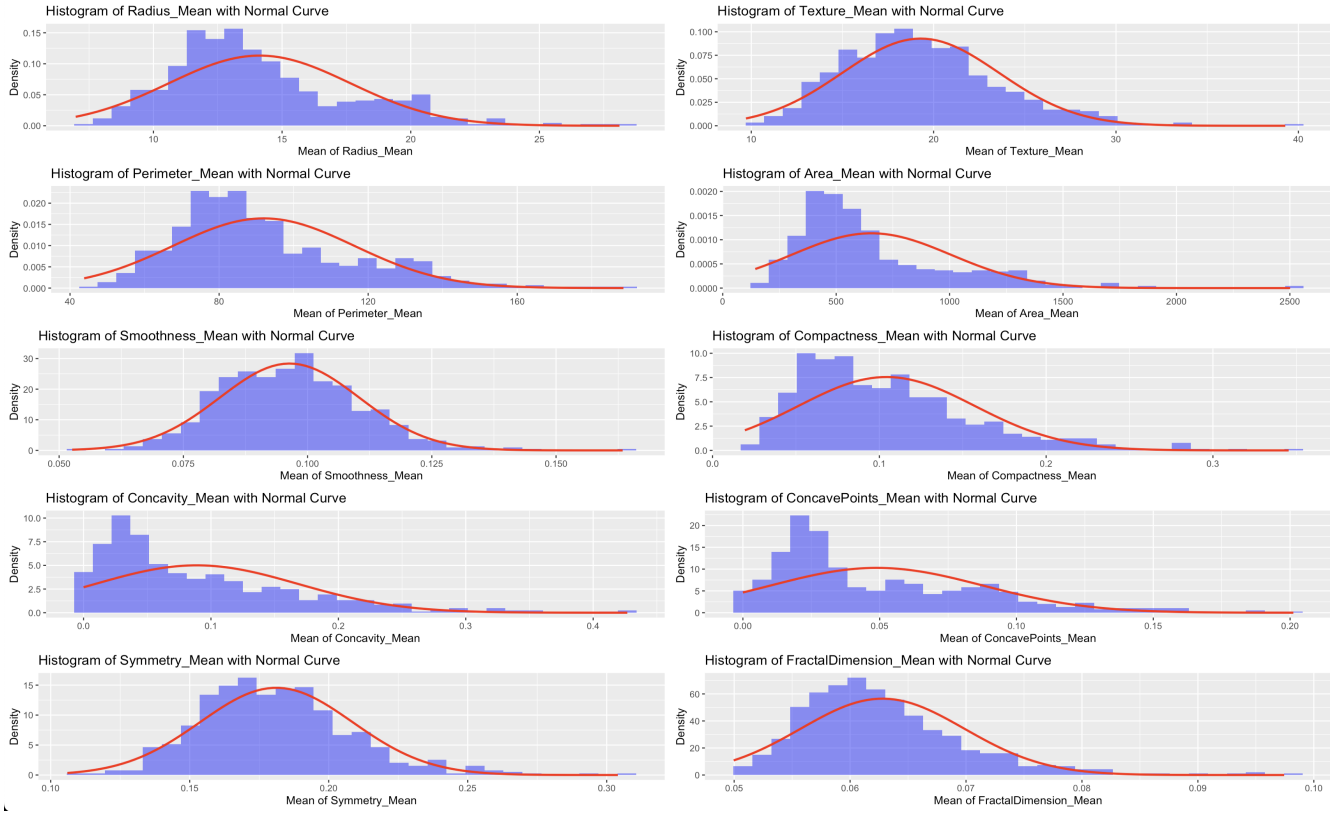 Histogram of Radius_Mean with Normal Curve
Density
0.15
0.10
0.05
0.00
10 15 20 25
Mean of Radius_Mean
Histogram of Texture_Mean with Normal Curve
Density
0.100
0.075
0.050
0.025
0.000
10 20 30 40
Mean of Texture_Mean
Histogram of Perimeter_Mean with Normal Curve
Density
0.020
0.015
0.010
0.005
0.000
40 80 120 160
Mean of Perimeter_Mean
Histogram of Area_Mean with Normal Curve
Density
0.0020
0.0015
0.0010
0.0005
0.0000
0 500 1000 1500 2000 2500
Mean of Area_Mean
Histogram of Smoothness_Mean with Normal Curve
Density
30
20
10
0
0.050 0.075 0.100 0.125 0.150
Mean of Smoothness_Mean
Histogram of Compactness_Mean with Normal Curve
Density
10.0
7.5
5.0
2.5
0.0
0.0 0.1 0.2 0.3
Mean of Compactness_Mean
Histogram of Concavity_Mean with Normal Curve
Density
10.0
7.5
5.0
2.5
0.0
0.0 0.1 0.2 0.3 0.4
Mean of Concavity_Mean
Histogram of ConcavePoints_Mean with Normal Curve
Density
20
15
10
5
0
0.00 0.05 0.10 0.15 0.20
Mean of ConcavePoints_Mean
Histogram of Symmetry_Mean with Normal Curve
Density
15
10
5
0
0.10 0.15 0.20 0.25 0.30
Mean of Symmetry_Mean
Histogram of FractalDimension_Mean with Normal Curve
Density
60
40
20
0
0.05 0.06 0.07 0.08 0.09 0.10
Mean of FractalDimension_Mean